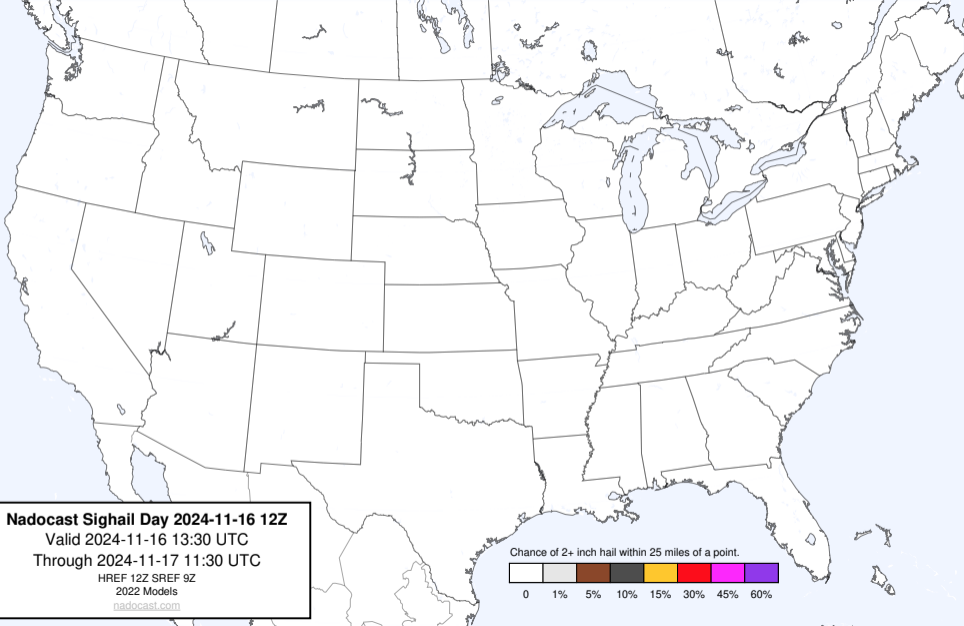 Nadocast Sighail Day 2024-11-16 12Z
Valid 2024-11-16 13:30 UTC
Through 2024-11-17 11:30 UTC
HREF 12Z SREF 9Z
2022 Models
nadocast.com
Chance of 2+ inch hail within 25 miles of a point.
0 1% 5% 10% 15% 30% 45% 60%